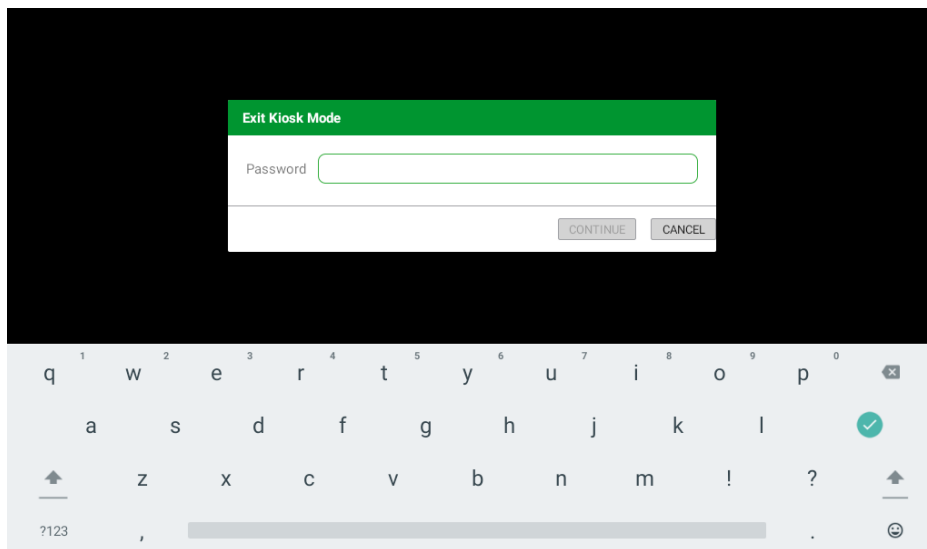 Exit Kiosk Mode
Password
CONTINUE CANCEL
1 2 3 4 5 6 7 8 9 0
q w e r t y u i o p
a s d f g h j k l
z x c v b n m ! ?
?123 , .